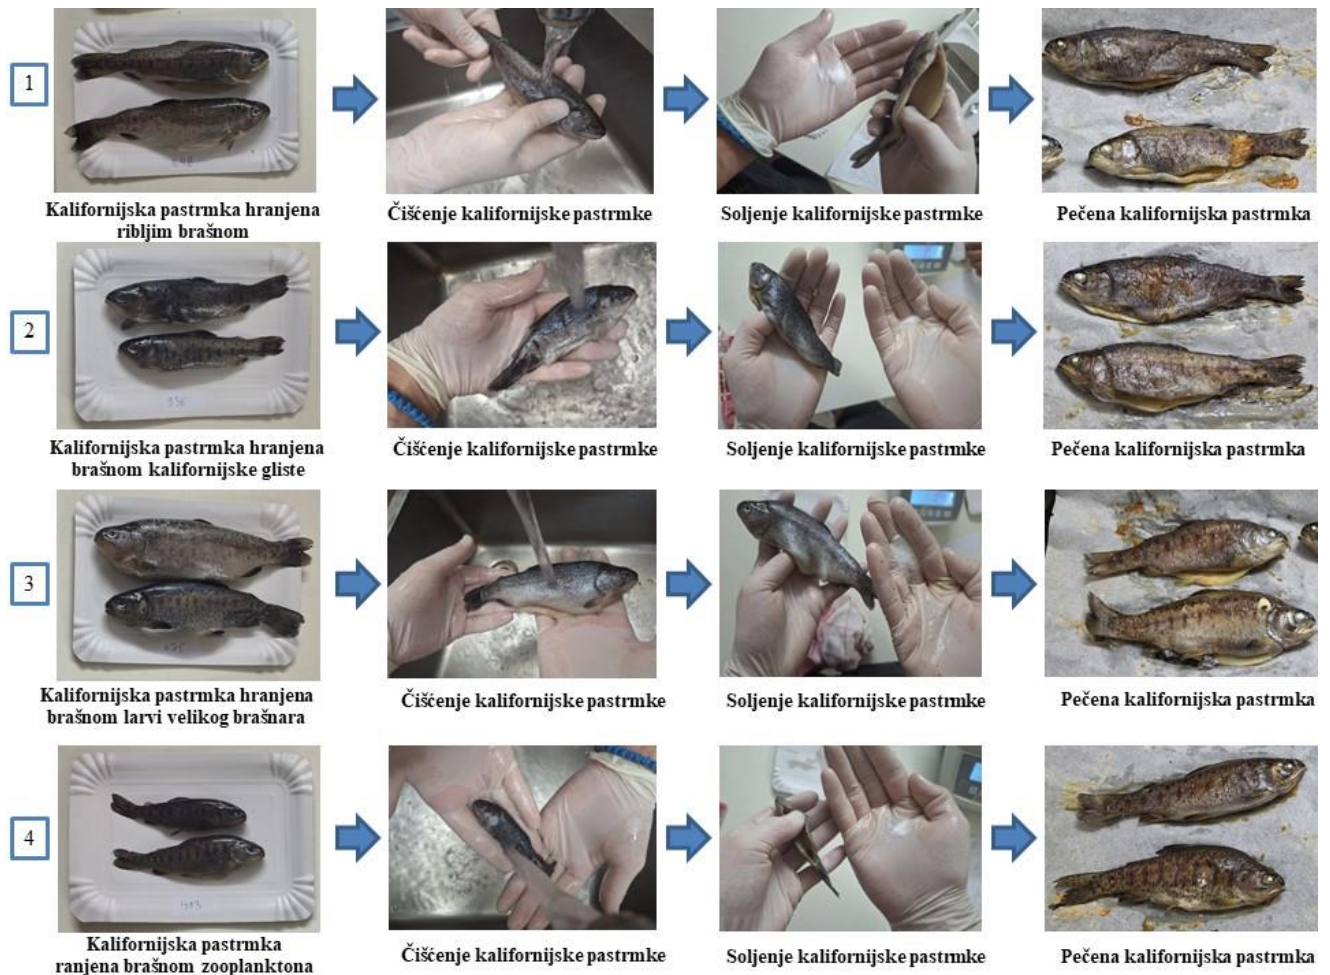 1
Kalifornijska pastrmka hranjena
ribljim brašnom
Čišćenje kalifornijske pastrmke
Soljenje kalifornijske pastrmke
Pečena kalifornijska pastrmka
2
936
Kalifornijska pastrmka hranjena
brašnom kalifornijske gliste
Čišćenje kalifornijske pastrmke
Soljenje kalifornijske pastrmke
Pečena kalifornijska pastrmka
3
Kalifornijska pastrmka hranjena
brašnom larvi velikog brašnara
Čišćenje kalifornijske pastrmke
Soljenje kalifornijske pastrmke
Pečena kalifornijska pastrmka
4
413
Kalifornijska pastrmka
ranjena brašnom zooplanktona
Čišćenje kalifornijske pastrmke
Soljenje kalifornijske pastrmke
Pečena kalifornijska pastrmka